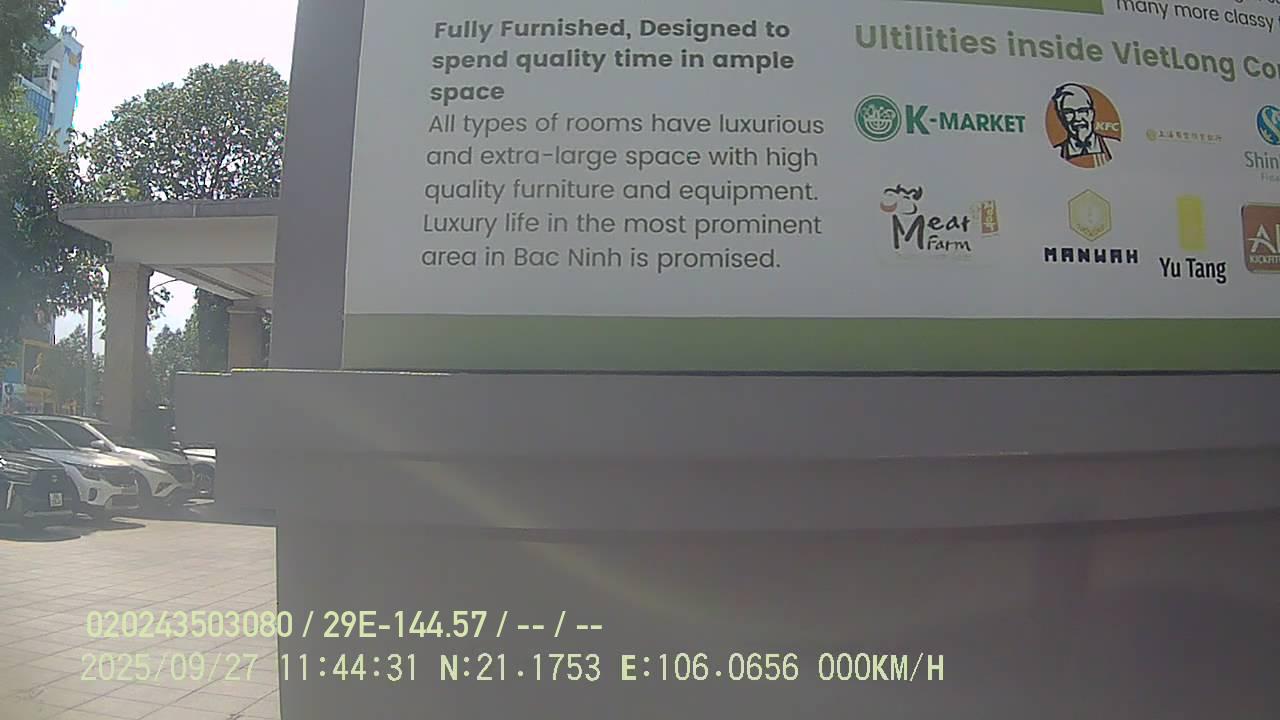 Fully Furnished, Designed to
spend quality time in ample
space
All types of rooms have luxurious
and extra-large space with high
quality furniture and equipment.
Luxury life in the most prominent
area in Bac Ninh is promised.
many more classy
Ultilities inside VietLong Co
K-MARKET
KFC
Shin
Meat
Farm
MANWAH
Yu Tang
020243503080 / 29E-144.57 / -- / --
2025/09/27 11:44:31 N:21.1753 E:106.0656 000KM/H